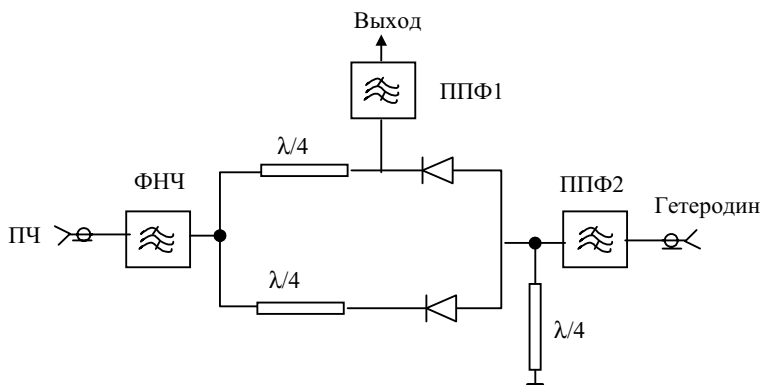 Выход
ППФ1
λ/4
ФНЧ
ППФ2
Гетеродин
ПЧ
λ/4
λ/4